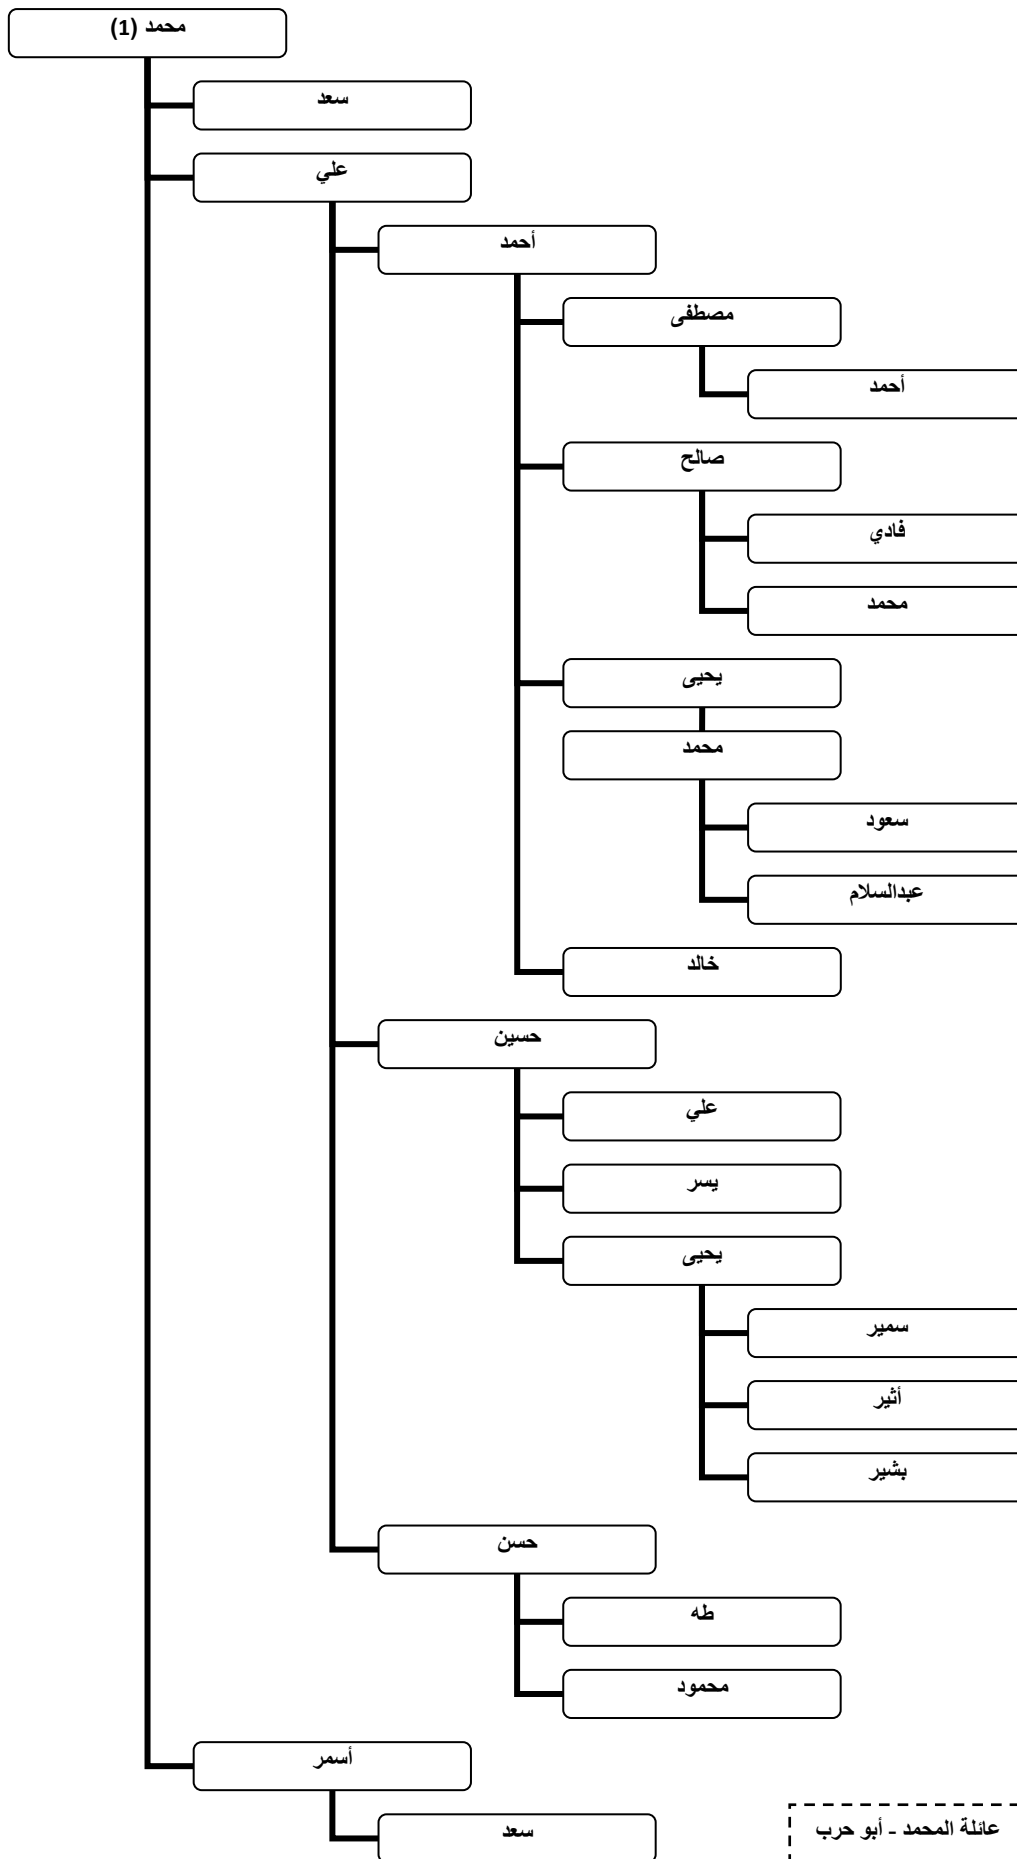 محمد (1)
سعد
علي
أحمد
مصطفى
أحمد
صالح
فادي
محمد
يحيى
محمد
سعود
عبدالسلام
خالد
حسين
علي
يسر
يحيى
سمير
أثير
بشير
حسن
طه
محمود
أسمر
سعد
عائلة المحمد - أبو حرب